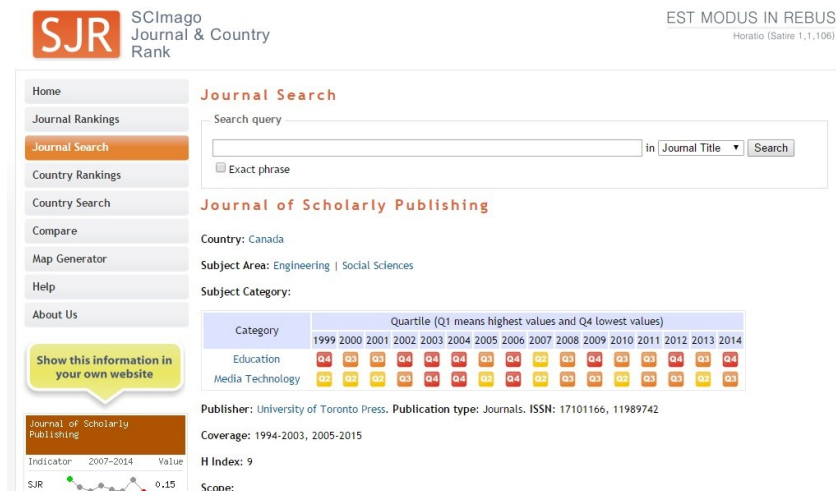 SJR
SCImago
Journal & Country
Rank
EST MODUS IN REBUS
Horatio (Satire 1,1,106)
Home
Journal Rankings
Journal Search
Country Rankings
Country Search
Compare
Map Generator
Help
About Us
Show this information in
your own website
Journal of Scholarly
Publishing
Indicator 2007-2014 Value
SJR 0.15
Journal Search
Search query
in Journal Title Search
Exact phrase
Journal of Scholarly Publishing
Country: Canada
Subject Area: Engineering | Social Sciences
Subject Category:
Category Quartile (Q1 means highest values and Q4 lowest values)
1999 2000 2001 2002 2003 2004 2005 2006 2007 2008 2009 2010 2011 2012 2013 2014
Education Q4 Q3 Q3 Q4 Q4 Q4 Q3 Q4 Q2 Q3 Q4 Q3 Q3 Q4 Q3 Q4
Media Technology Q2 Q2 Q2 Q3 Q4 Q4 Q2 Q4 Q2 Q2 Q3 Q2 Q3 Q3 Q2 Q3
Publisher: University of Toronto Press. Publication type: Journals. ISSN: 17101166, 11989742
Coverage: 1994-2003, 2005-2015
H Index: 9
Scope: